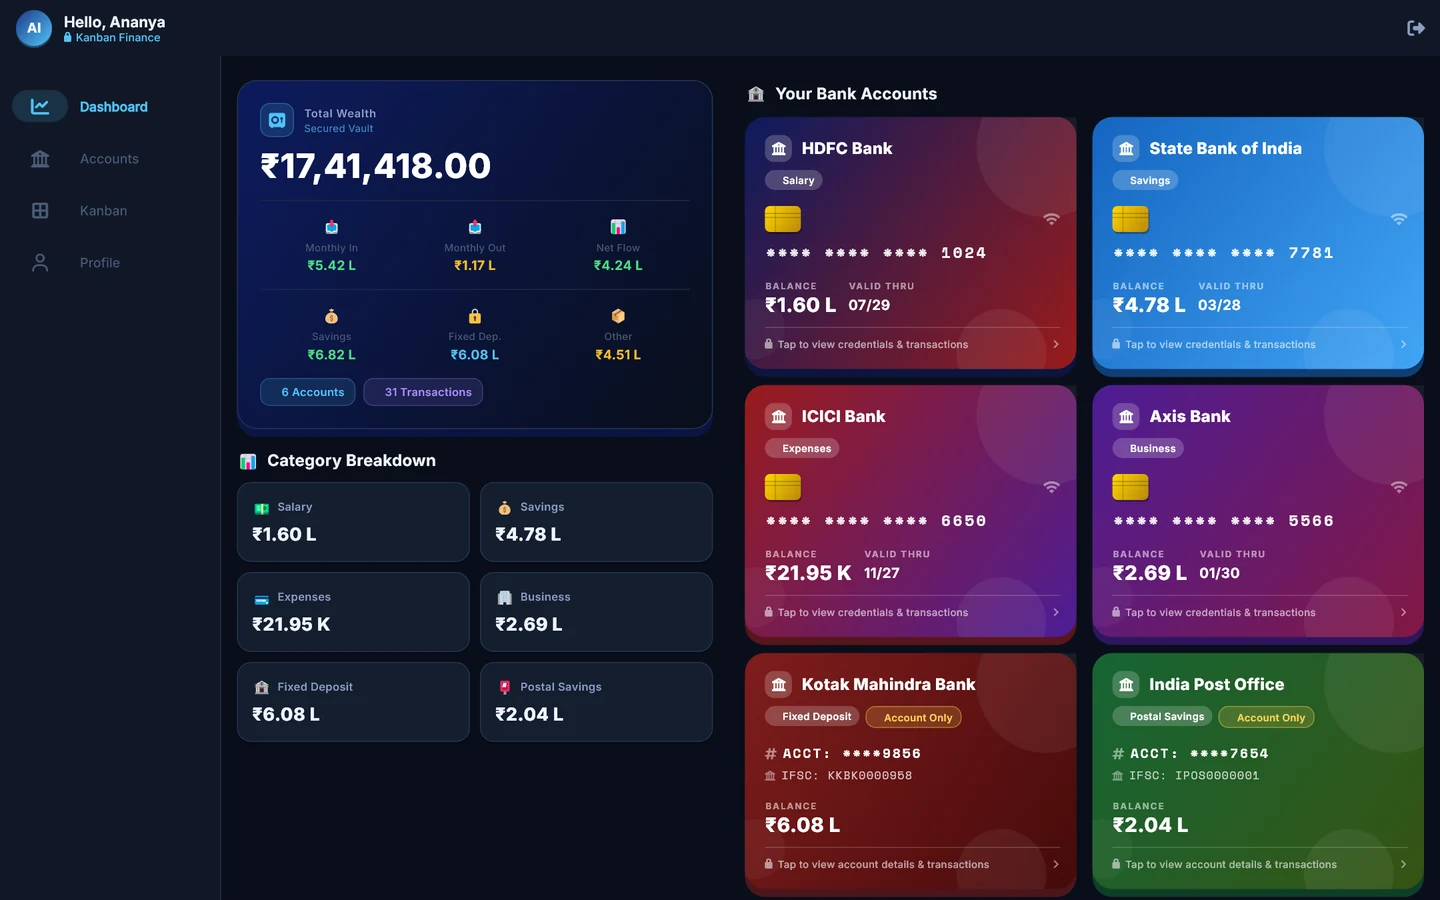 AI
Hello, Ananya
Kanban Finance
Dashboard
Accounts
Kanban
Profile
Total Wealth
Secured Vault
₹17,41,418.00
Monthly In
₹5.42 L
Monthly Out
₹1.17 L
Net Flow
₹4.24 L
Savings
₹6.82 L
Fixed Dep.
₹6.08 L
Other
₹4.51 L
6 Accounts
31 Transactions
Category Breakdown
Salary
₹1.60 L
Savings
₹4.78 L
Expenses
₹21.95 K
Business
₹2.69 L
Fixed Deposit
₹6.08 L
Postal Savings
₹2.04 L
Your Bank Accounts
HDFC Bank
Salary
**** **** **** 1024
BALANCE
₹1.60 L
VALID THRU
07/29
Tap to view credentials & transactions
State Bank of India
Savings
**** **** **** 7781
BALANCE
₹4.78 L
VALID THRU
03/28
Tap to view credentials & transactions
ICICI Bank
Expenses
**** **** **** 6650
BALANCE
₹21.95 K
VALID THRU
11/27
Tap to view credentials & transactions
Axis Bank
Business
**** **** **** 5566
BALANCE
₹2.69 L
VALID THRU
01/30
Tap to view credentials & transactions
Kotak Mahindra Bank
Fixed Deposit
Account Only
# ACCT: ****9856
IFSC: KKBK0000958
BALANCE
₹6.08 L
Tap to view account details & transactions
India Post Office
Postal Savings
Account Only
# ACCT: ****7654
IFSC: IPOS0000001
BALANCE
₹2.04 L
Tap to view account details & transactions